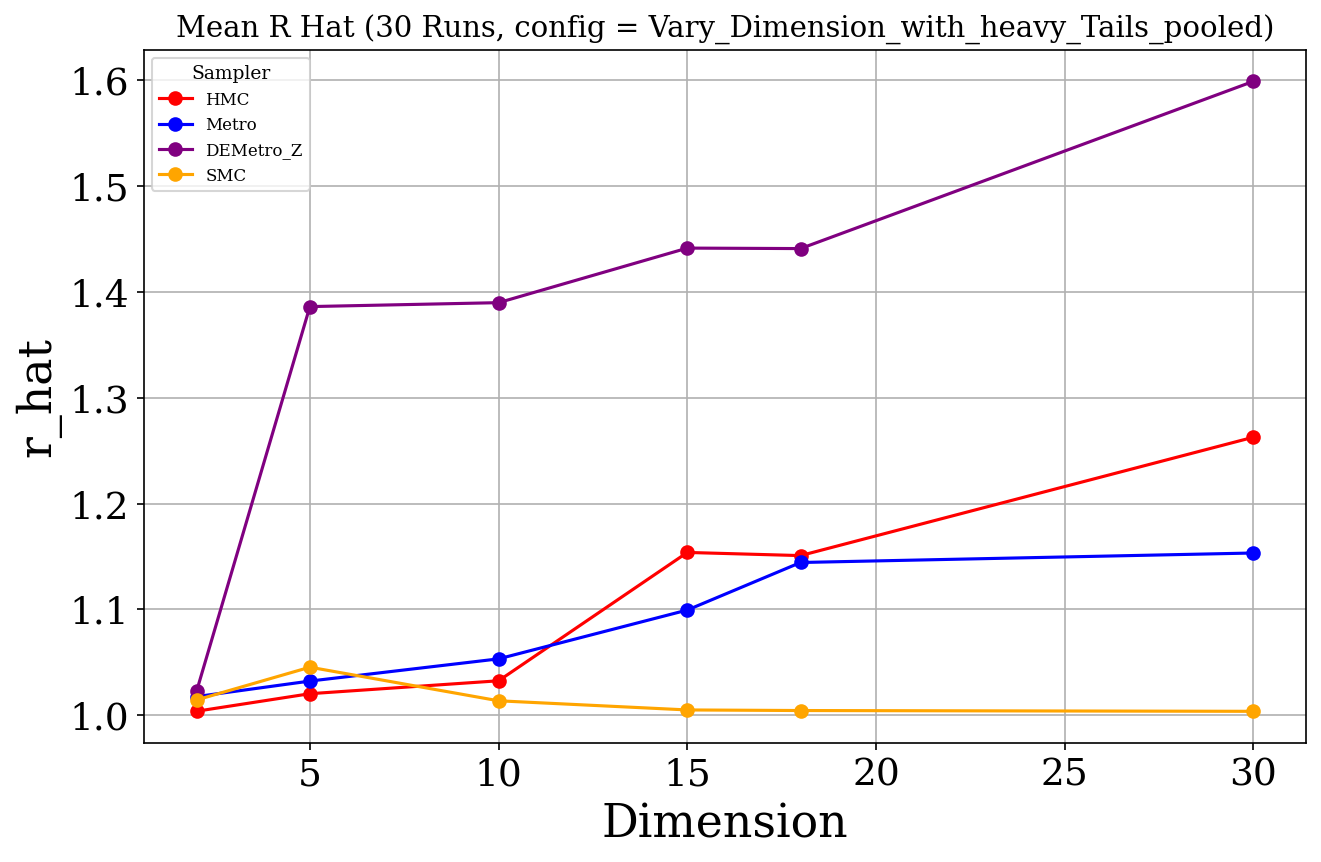 Mean R Hat (30 Runs, config = Vary_Dimension_with_heavy_Tails_pooled)
Sampler
HMC
Metro
DEMetro_Z
SMC
r_hat
1.6
1.5
1.4
1.3
1.2
1.1
1.0
5 10 15 20 25 30
Dimension